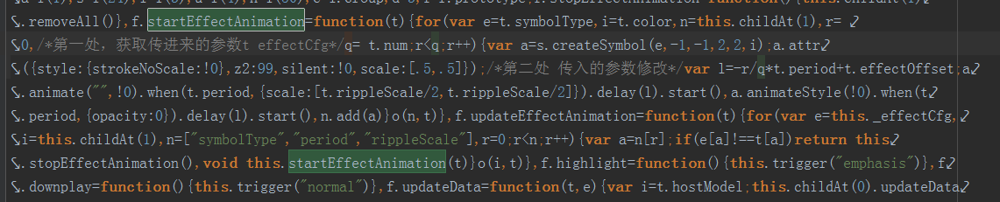 .removeAll()},f.startEffectAnimation=function(t){for(var e=t.symbolType,i=t.color,n=this.childAt(1),r=
0,/*第一处，获取传进来的参数t effectCfg*/q= t.num;r<q;r++){var a=s.createSymbol(e,-1,-1,2,2,i);a.attr
({style:{strokeNoScale:!0},z2:99,silent:!0,scale:[.5,.5]});/*第二处 传入的参数修改*/var l=-r/q*t.period+t.effectOffset;a
.animate("",!0).when(t.period,{scale:[t.rippleScale/2,t.rippleScale/2]}).delay(l).start(),a.animateStyle(!0).when(t
.period,{opacity:0}).delay(l).start(),n.add(a)}o(n,t)},f.updateEffectAnimation=function(t){for(var e=this._effectCfg,
i=this.childAt(1),n=["symbolType","period","rippleScale"],r=0;r<n;r++){var a=n[r];if(e[a]!==t[a])return this
.stopEffectAnimation(),void this.startEffectAnimation(t)}o(i,t)},f.highlight=function(){this.trigger("emphasis")},f
.downplay=function(){this.trigger("normal")},f.updateData=function(t,e){var i=t.hostModel;this.childAt(0).updateData